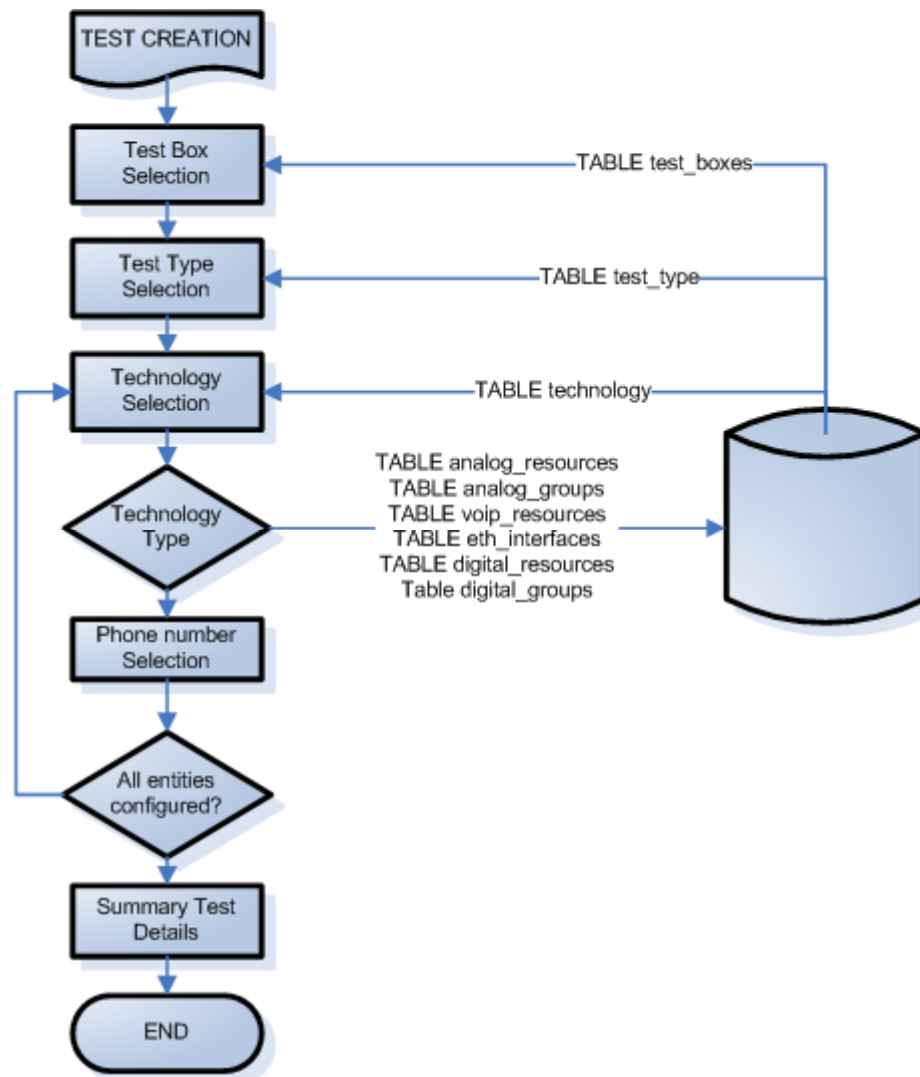 TEST CREATION
Test Box
Selection
TABLE test_boxes
Test Type
Selection
TABLE test_type
Technology
Selection
TABLE technology
Technology
Type
TABLE analog_resources
TABLE analog_groups
TABLE voip_resources
TABLE eth_interfaces
TABLE digital_resources
Table digital_groups
Phone number
Selection
All entities
configured?
Summary Test
Details
END